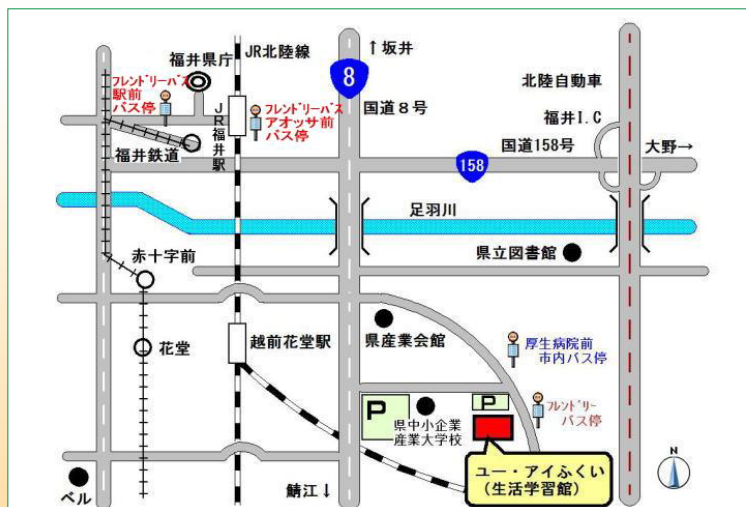 ↑坂井
JR北陸線
福井県庁
北陸自動車
フレンドリーバス
駅前
バス停
8
国道8号
JR福井駅
フレンドリーバス
アオッサ前
バス停
福井I.C
国道158号
大野→
福井鉄道
158
足羽川
県立図書館
赤十字前
花堂
越前花堂駅
県産業会館
厚生病院前
市内バス停
P
P
フレンドリー
バス停
県中小企業
産業大学校
ユー・アイふくい
(生活学習館)
N
ベル
鯖江↓